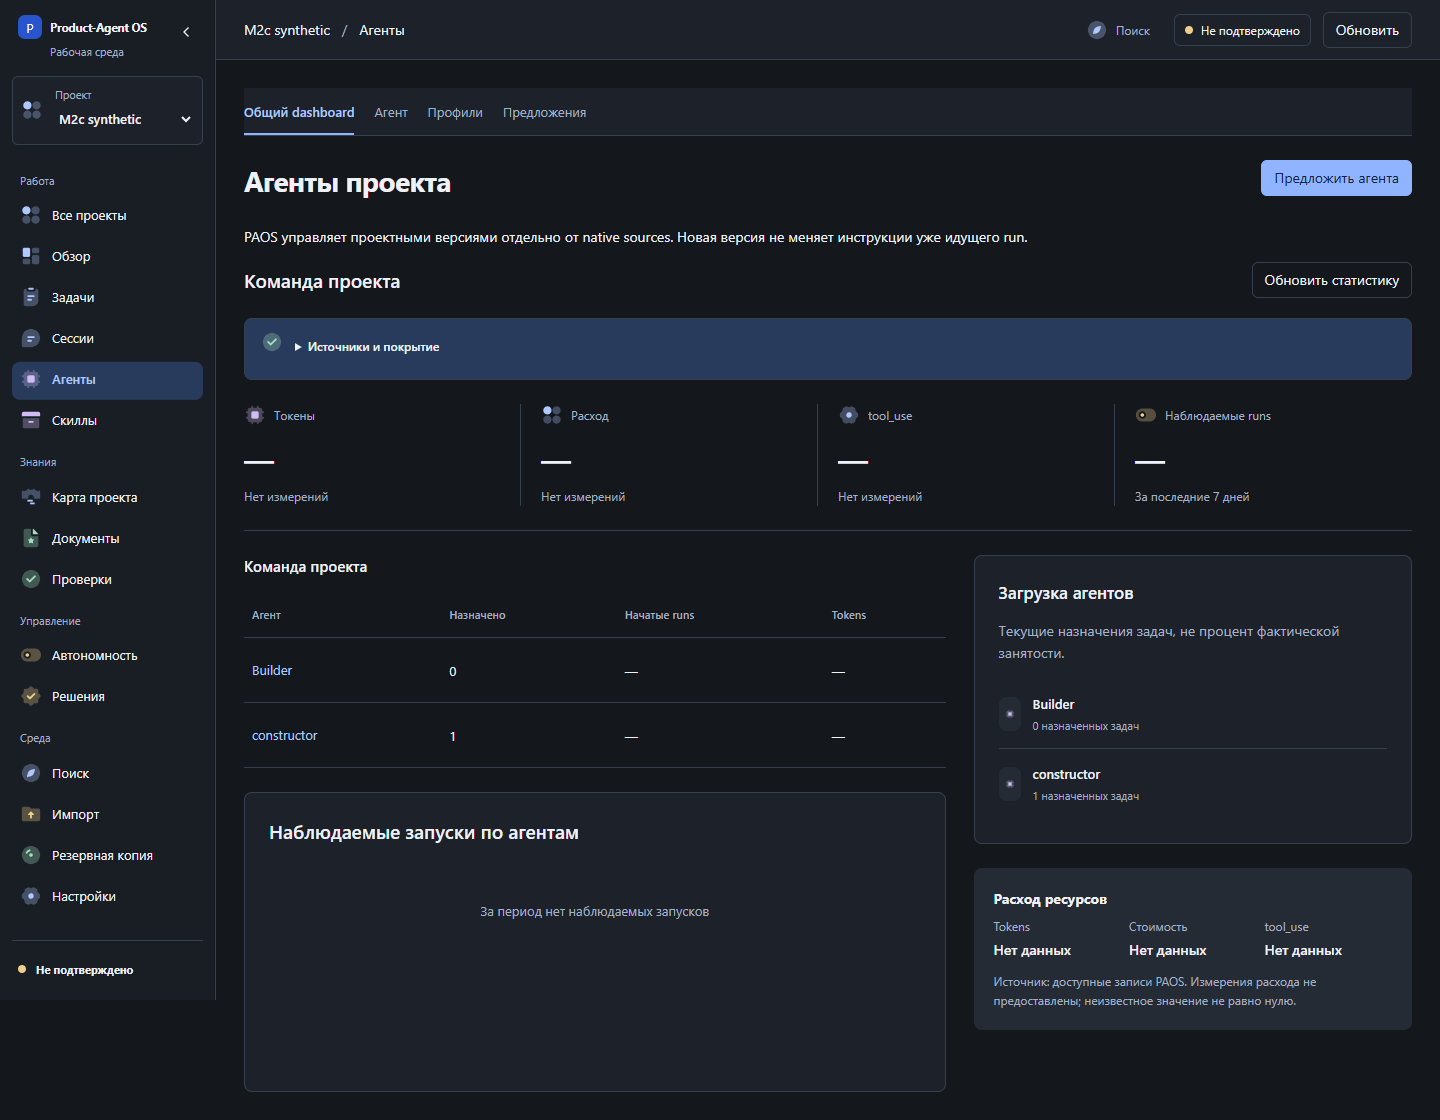 P
Product-Agent OS
Рабочая среда
Проект
M2c synthetic
Работа
Все проекты
Обзор
Задачи
Сессии
Агенты
Скиллы
Знания
Карта проекта
Документы
Проверки
Управление
Автономность
Решения
Среда
Поиск
Импорт
Резервная копия
Настройки
Не подтверждено
M2c synthetic / Агенты
Поиск
Не подтверждено
Обновить
Общий dashboard
Агент
Профили
Предложения
Агенты проекта
Предложить агента
PAOS управляет проектными версиями отдельно от native sources. Новая версия не меняет инструкции уже идущего run.
Команда проекта
Обновить статистику
Источники и покрытие
Токены
—
Нет измерений
Расход
—
Нет измерений
tool_use
—
Нет измерений
Наблюдаемые runs
—
За последние 7 дней
Команда проекта
Агент Назначено Начатые runs Tokens
Builder 0 — —
constructor 1 — —
Наблюдаемые запуски по агентам
За период нет наблюдаемых запусков
Загрузка агентов
Текущие назначения задач, не процент фактической
занятости.
Builder
0 назначенных задач
constructor
1 назначенных задач
Расход ресурсов
Tokens Стоимость tool_use
Нет данных Нет данных Нет данных
Источник: доступные записи PAOS. Измерения расхода не
предоставлены; неизвестное значение не равно нулю.